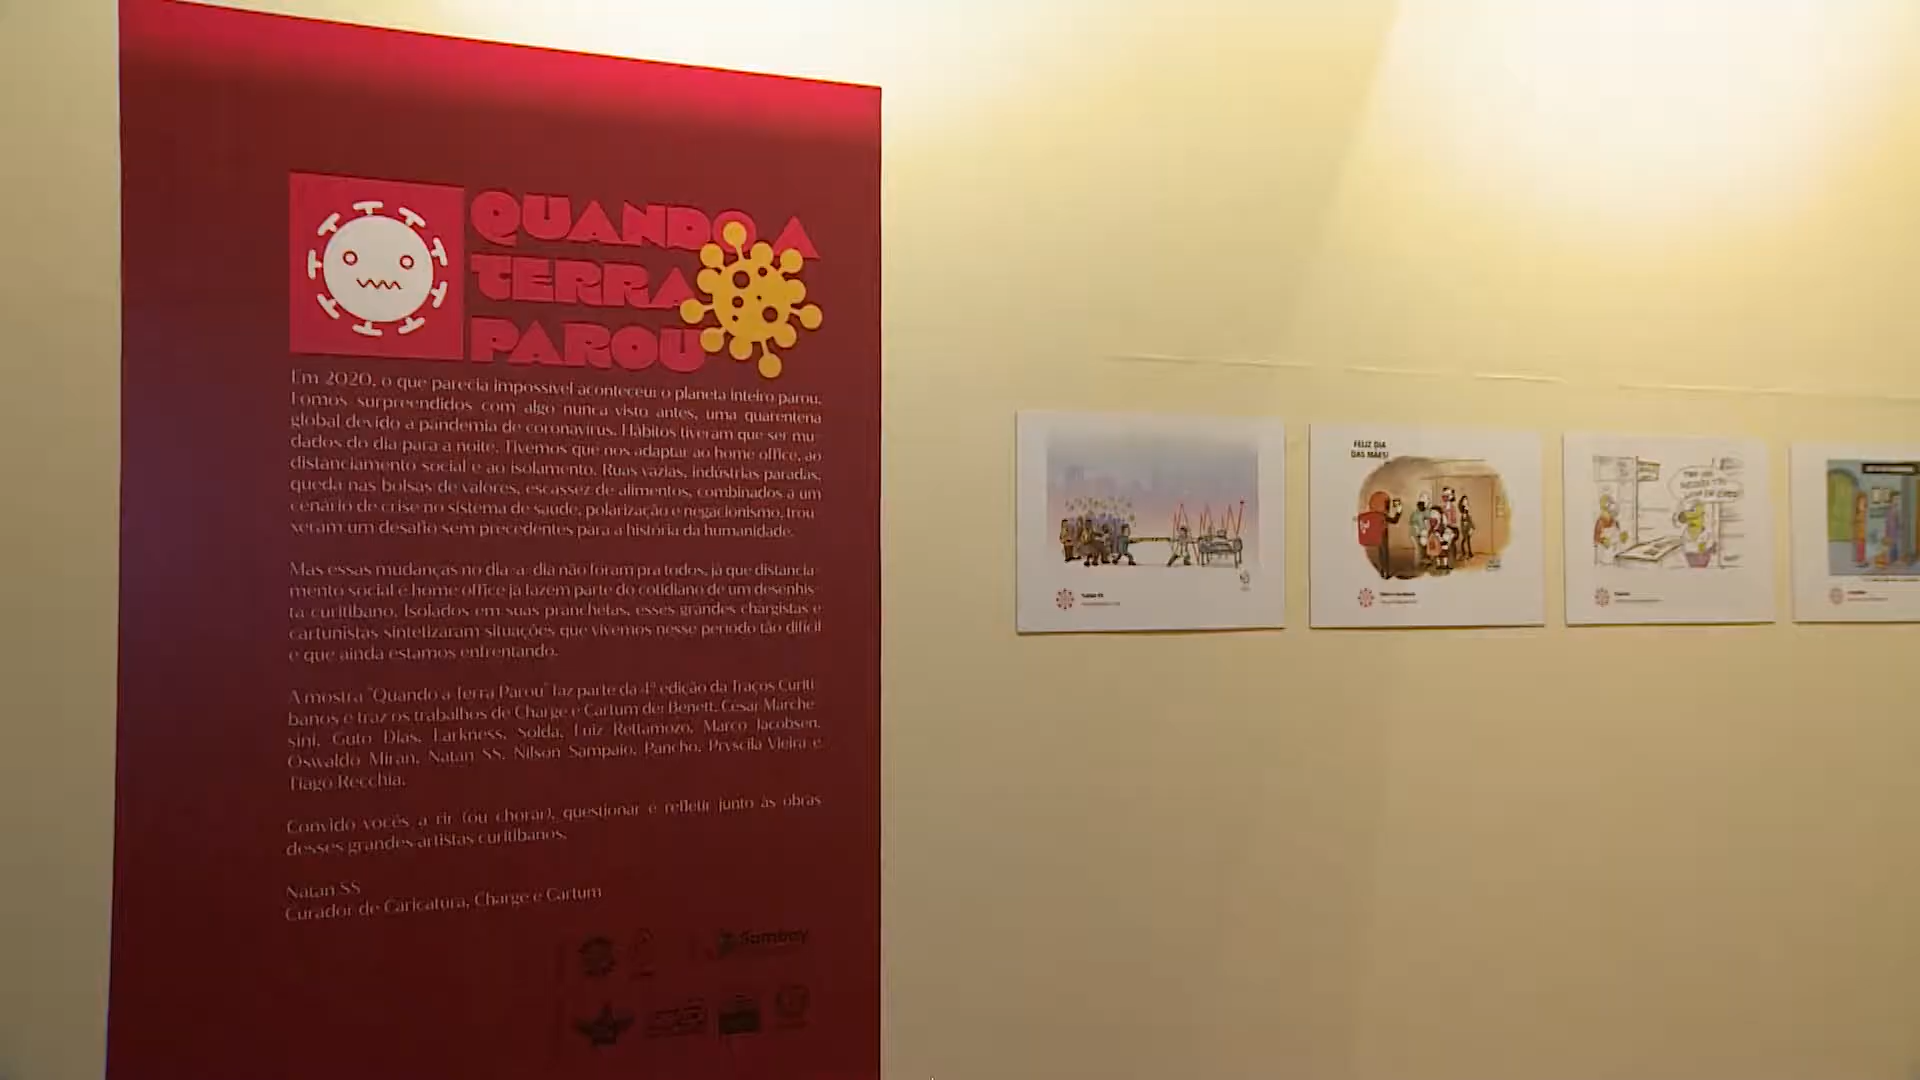 QUANDO A
TERRA
PAROU
Em 2020, o que parecia impossível aconteceu: o planeta inteiro parou.
Fomos surpreendidos com algo nunca visto antes, uma quarentena
global devido a pandemia de coronavírus. Hábitos tiveram que ser mu-
dados do dia para a noite. Tivemos que nos adaptar ao home office, ao
distanciamento social e ao isolamento. Ruas vazias, indústrias paradas,
queda nas bolsas de valores, escassez de alimentos, combinados a um
cenário de crise no sistema de saúde, polarização e negacionismo, trou
xeram um desafio sem precedentes para a história da humanidade.
Mas essas mudanças no dia-a-dia não foram pra todos, já que distancia-
mento social e home office já fazem parte do cotidiano de um desenhis-
ta curitibano. Isolados em suas pranchetas, esses grandes chargistas e
cartunistas sintetizaram situações que vivemos nesse período tão difícil
e que ainda estamos enfrentando.
A mostra "Quando a Terra Parou" faz parte da 4ª edição da Traços Curiti-
banos e traz os trabalhos de Charge e Cartum de: Benett, Cesar Marche-
sini, Guto Dias, Larkness, Solda, Luiz Rettamozo, Marco Jacobsen,
Oswaldo Miran, Natan SS, Nilson Sampaio, Pancho, Pryscila Vieira e
Tiago Recchia.
Convido vocês a rir (ou chorar), questionar e refletir junto às obras
desses grandes artistas curitibanos.
Natan SS
Curador de Caricatura, Charge e Cartum
Sambay
FELIZ DIA
DAS MÃES!